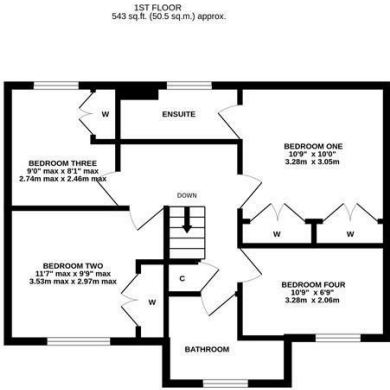 1ST FLOOR
543 sq.ft. (50.5 sq.m.) approx.
W
ENSUITE
BEDROOM ONE
10'9" x 10'0"
3.28m x 3.05m
BEDROOM THREE
9'0" max x 8'1" max
2.74m max x 2.46m max
DOWN
W
W
BEDROOM TWO
11'7" max x 9'9" max
3.53m max x 2.97m max
C
W
BEDROOM FOUR
10'9" x 6'9"
3.28m x 2.06m
BATHROOM